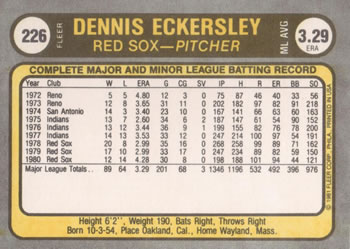 226
FLEER
DENNIS ECKERSLEY
RED SOX—PITCHER
ML AVG
3.29
ERA
COMPLETE MAJOR AND MINOR LEAGUE BATTING RECORD
Year Club W L ERA G CG SV IP H R ER BB SO
1972 Reno 5 5 4.80 12 3 0 75 87 46 40 33 56
1973 Reno 12 8 3.65 31 11 0 202 182 97 82 91 218
1974 San Antonio 14 3 3.40 23 10 0 167 141 66 63 60 163
1975 Indians 13 7 2.60 34 6 2 187 147 61 54 90 152
1976 Indians 13 12 3.44 36 9 1 199 155 82 76 78 200
1977 Indians 14 13 3.53 33 12 0 247 214 100 97 54 191
1978 Red Sox 20 8 2.99 35 16 0 268 258 99 89 71 162
1979 Red Sox 17 10 2.99 33 17 0 247 234 89 82 59 150
1980 Red Sox 12 14 4.27 30 8 0 198 188 101 94 44 121
Major League Totals 89 64 3.29 201 68 3 1346 1196 532 492 396 976
Height 6'2", Weight 190, Bats Right, Throws Right
Born 10-3-54, Place Oakland, Cal., Home Wayland, Mass.
© 1981 FLEER CORP. PHILA. PRINTED IN USA